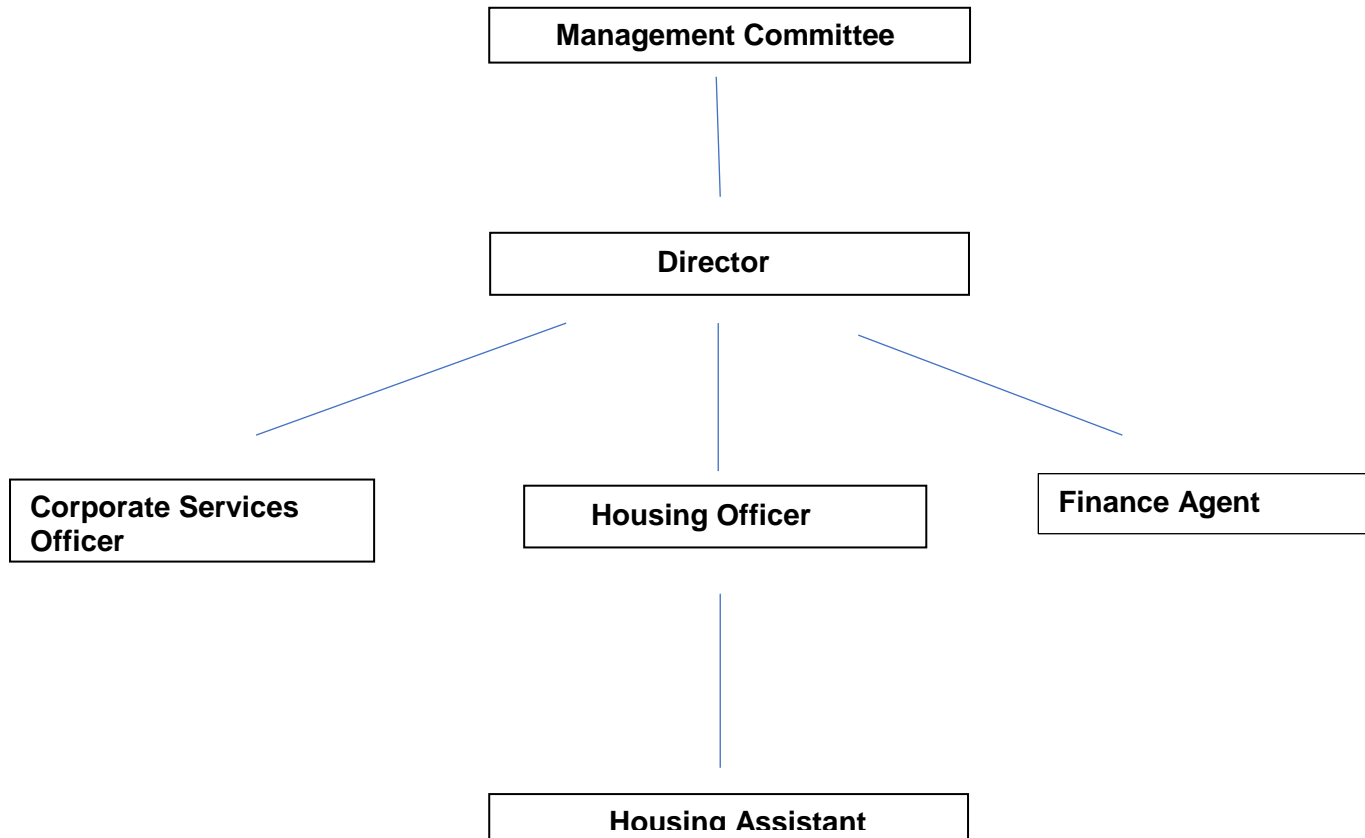 Management Committee
Director
Corporate Services
Officer
Housing Officer
Finance Agent
Housing Assistant